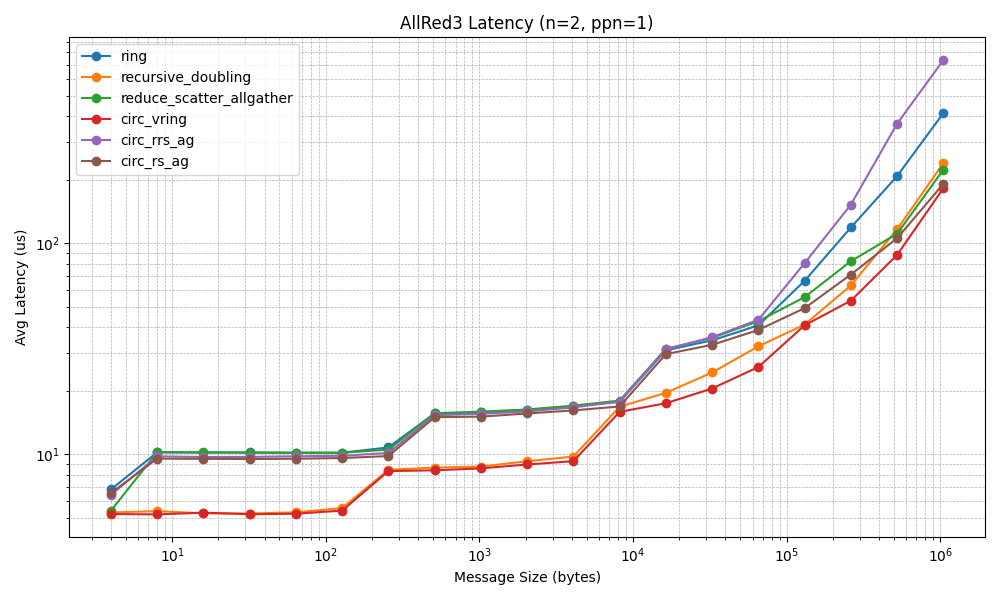 AllRed3 Latency (n=2, ppn=1)
ring
recursive_doubling
reduce_scatter_allgather
circ_vring
circ_rrs_ag
circ_rs_ag
Avg Latency (us)
10²
10¹
10¹ 10² 10³ 10⁴ 10⁵ 10⁶
Message Size (bytes)